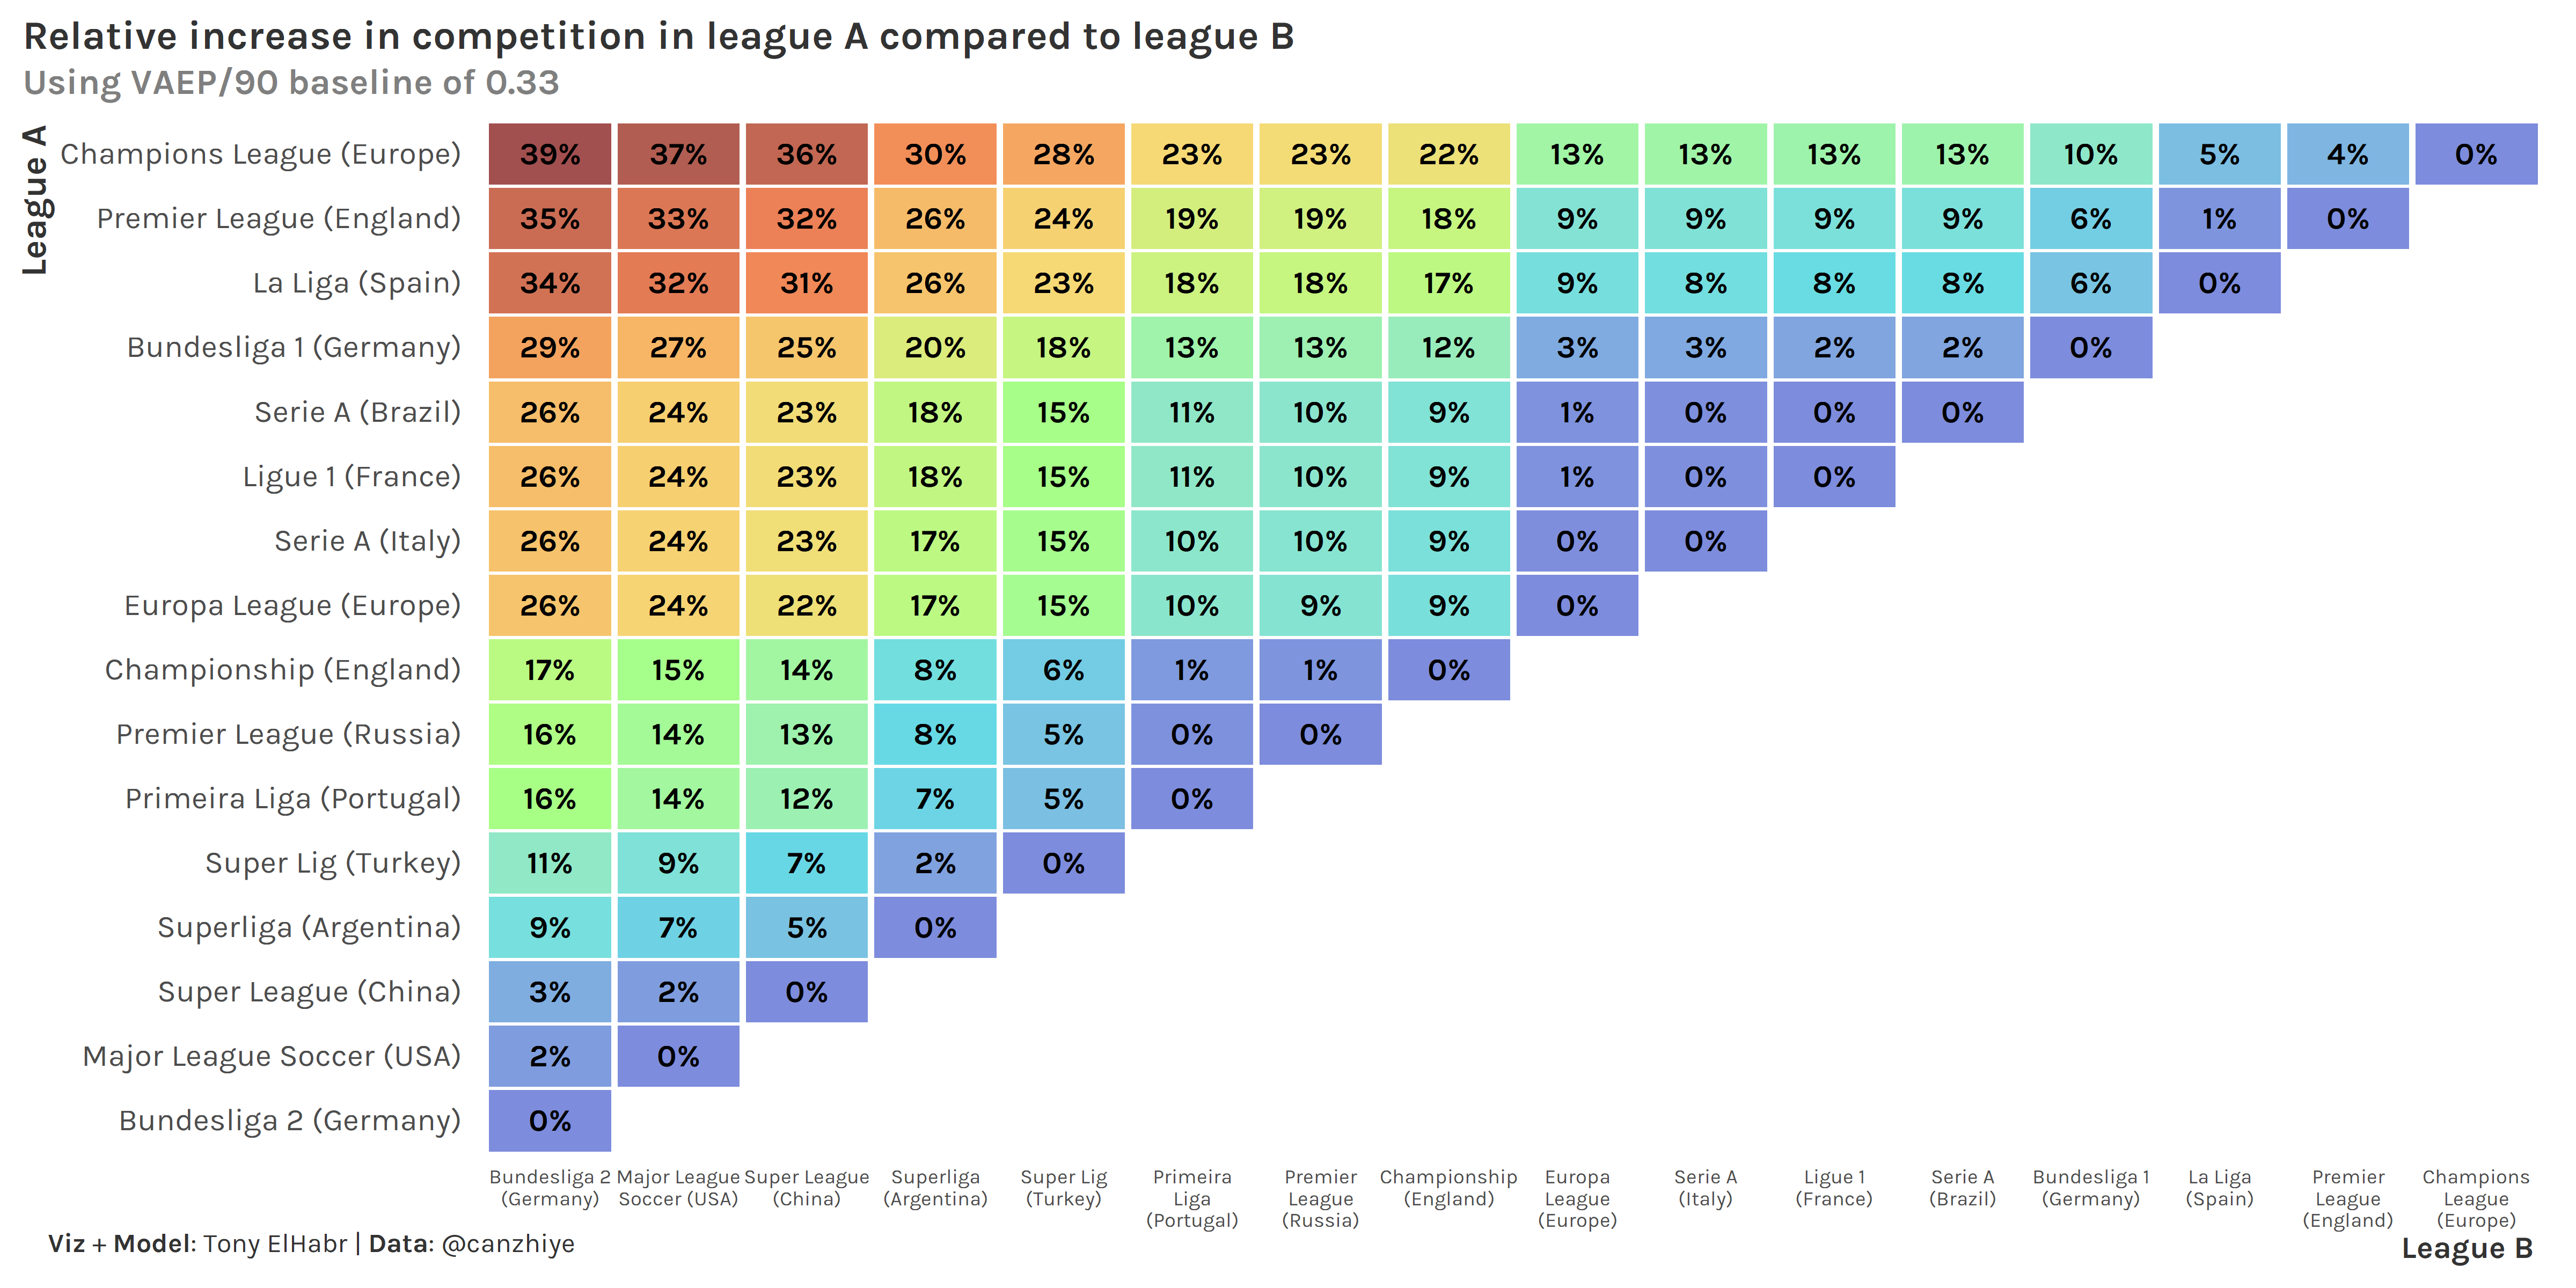 Relative increase in competition in league A compared to league B
Using VAEP/90 baseline of 0.33
League A
Champions League (Europe) 39% 37% 36% 30% 28% 23% 23% 22% 13% 13% 13% 13% 10% 5% 4% 0%
Premier League (England) 35% 33% 32% 26% 24% 19% 19% 18% 9% 9% 9% 9% 6% 1% 0%
La Liga (Spain) 34% 32% 31% 26% 23% 18% 18% 17% 9% 8% 8% 8% 6% 0%
Bundesliga 1 (Germany) 29% 27% 25% 20% 18% 13% 13% 12% 3% 3% 2% 2% 0%
Serie A (Brazil) 26% 24% 23% 18% 15% 11% 10% 9% 1% 0% 0% 0%
Ligue 1 (France) 26% 24% 23% 18% 15% 11% 10% 9% 1% 0% 0%
Serie A (Italy) 26% 24% 23% 17% 15% 10% 10% 9% 0% 0%
Europa League (Europe) 26% 24% 22% 17% 15% 10% 9% 9% 0%
Championship (England) 17% 15% 14% 8% 6% 1% 1% 0%
Premier League (Russia) 16% 14% 13% 8% 5% 0% 0%
Primeira Liga (Portugal) 16% 14% 12% 7% 5% 0%
Super Lig (Turkey) 11% 9% 7% 2% 0%
Superliga (Argentina) 9% 7% 5% 0%
Super League (China) 3% 2% 0%
Major League Soccer (USA) 2% 0%
Bundesliga 2 (Germany) 0%
Bundesliga 2 Major League Super League Superliga Super Lig Primeira Premier Championship Europa Serie A Ligue 1 Serie A Bundesliga 1 La Liga Premier Champions
(Germany) Soccer (USA) (China) (Argentina) (Turkey) Liga League (England) League (Italy) (France) (Brazil) (Germany) (Spain) League League
(Portugal) (Russia) (Europe) (England) (Europe)
Viz + Model: Tony ElHabr | Data: @canzhiye
League B